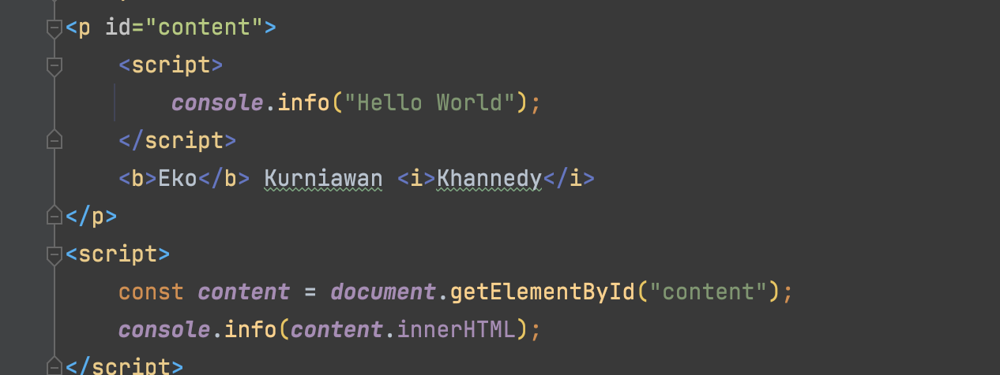 <p id="content">
<script>
console.info("Hello World");
</script>
<b>Eko</b> Kurniawan <i>Khannedy</i>
</p>
<script>
const content = document.getElementById("content");
console.info(content.innerHTML);
</script>